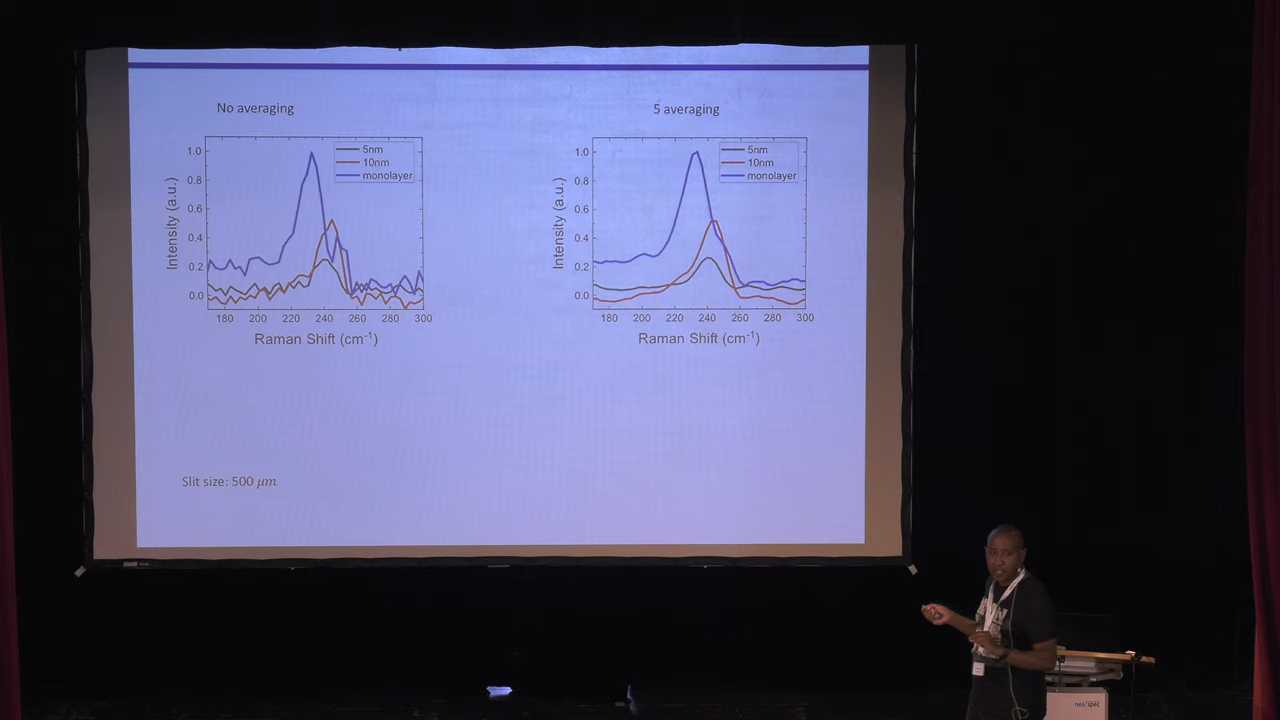 No averaging
5 averaging
5nm
10nm
monolayer
1.0
0.8
0.6
0.4
0.2
0.0
Intensity (a.u.)
180 200 220 240 260 280 300
Raman Shift (cm⁻¹)
5nm
10nm
monolayer
1.0
0.8
0.6
0.4
0.2
0.0
Intensity (a.u.)
180 200 220 240 260 280 300
Raman Shift (cm⁻¹)
Slit size: 500 μm